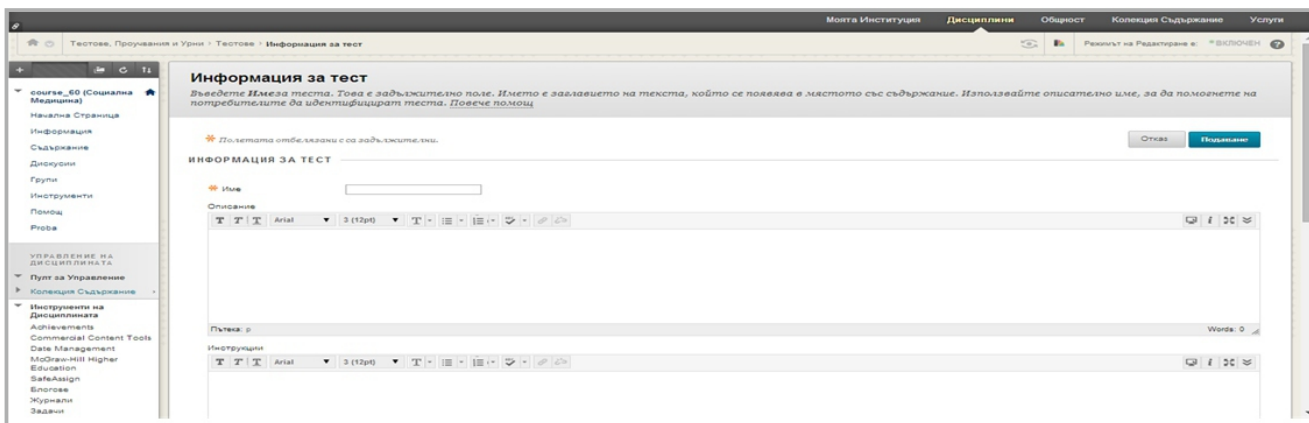 Моята Институция Дисциплини Общност Колекция Съдържание Услуги
Тестове, Проучвания и Урни Тестове Информация за тест Режимът на Редактиране е: ВКЛЮЧЕН ?
Информация за тест
Въведете Имеза теста. Това е задължително поле. Името е заглавието на текста, който се появява в мястото със съдържание. Използвайте описателно име, за да помогнете на
потребителите да идентифицират теста. Повече помощ
course_60 (Социална
Медицина)
Начална Страница
Информация
Съдържание
Дискусии
Групи
Инструменти
Помощ
Proba
УПРАВЛЕНИЕ НА
ДИСЦИПЛИНАТА
Пулт за Управление
Колекция Съдържание
Инструменти на
Дисциплината
Achievements
Commercial Content Tools
Date Management
McGraw-Hill Higher
Education
SafeAssign
Блогове
Журнали
Задачи
Полетата отбелязани с са задължителни.
Отказ Подаване
ИНФОРМАЦИЯ ЗА ТЕСТ
Име
Описание
T T T Arial 3 (12pt) T
Пътека: p Words: 0
Инструкции
T T T Arial 3 (12pt) T